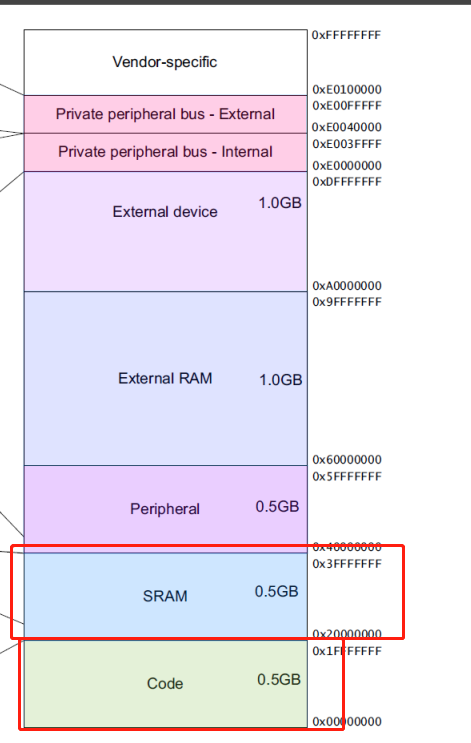 0xFFFFFFFF
Vendor-specific
0xE0100000
0xE00FFFFF
Private peripheral bus - External
0xE0040000
0xE003FFFF
Private peripheral bus - Internal
0xE0000000
0xDFFFFFFF
External device 1.0GB
0xA0000000
0x9FFFFFFF
External RAM 1.0GB
0x60000000
0x5FFFFFFF
Peripheral 0.5GB
0x40000000
0x3FFFFFFF
SRAM 0.5GB
0x20000000
0x1FFFFFFF
Code 0.5GB
0x00000000